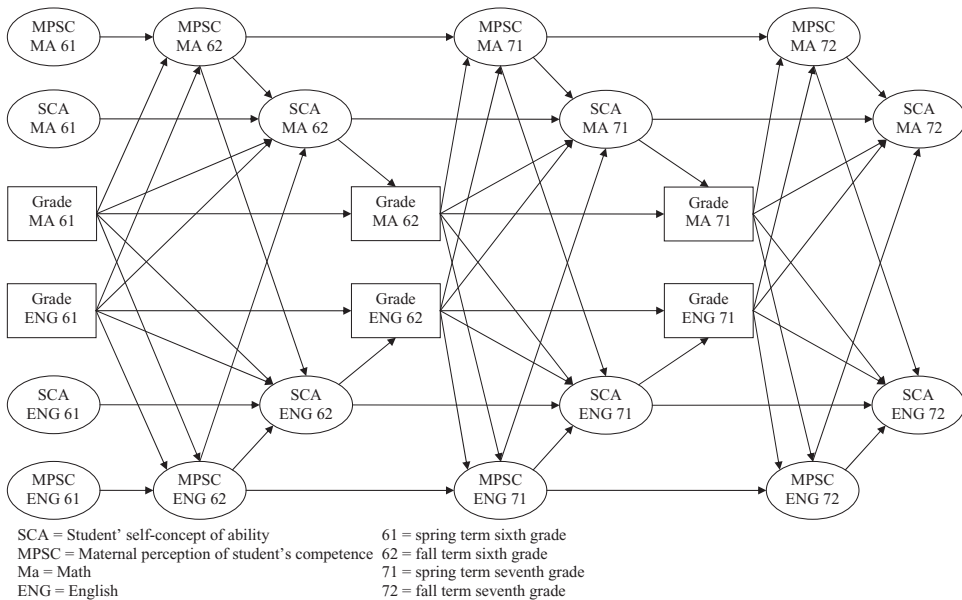 MPSC
MA 61
MPSC
MA 62
MPSC
MA 71
MPSC
MA 72
SCA
MA 61
SCA
MA 62
SCA
MA 71
SCA
MA 72
Grade
MA 61
Grade
MA 62
Grade
MA 71
Grade
ENG 61
Grade
ENG 62
Grade
ENG 71
SCA
ENG 61
SCA
ENG 62
SCA
ENG 71
SCA
ENG 72
MPSC
ENG 61
MPSC
ENG 62
MPSC
ENG 71
MPSC
ENG 72
SCA = Student' self-concept of ability
MPSC = Maternal perception of student's competence
Ma = Math
ENG = English
61 = spring term sixth grade
62 = fall term sixth grade
71 = spring term seventh grade
72 = fall term seventh grade